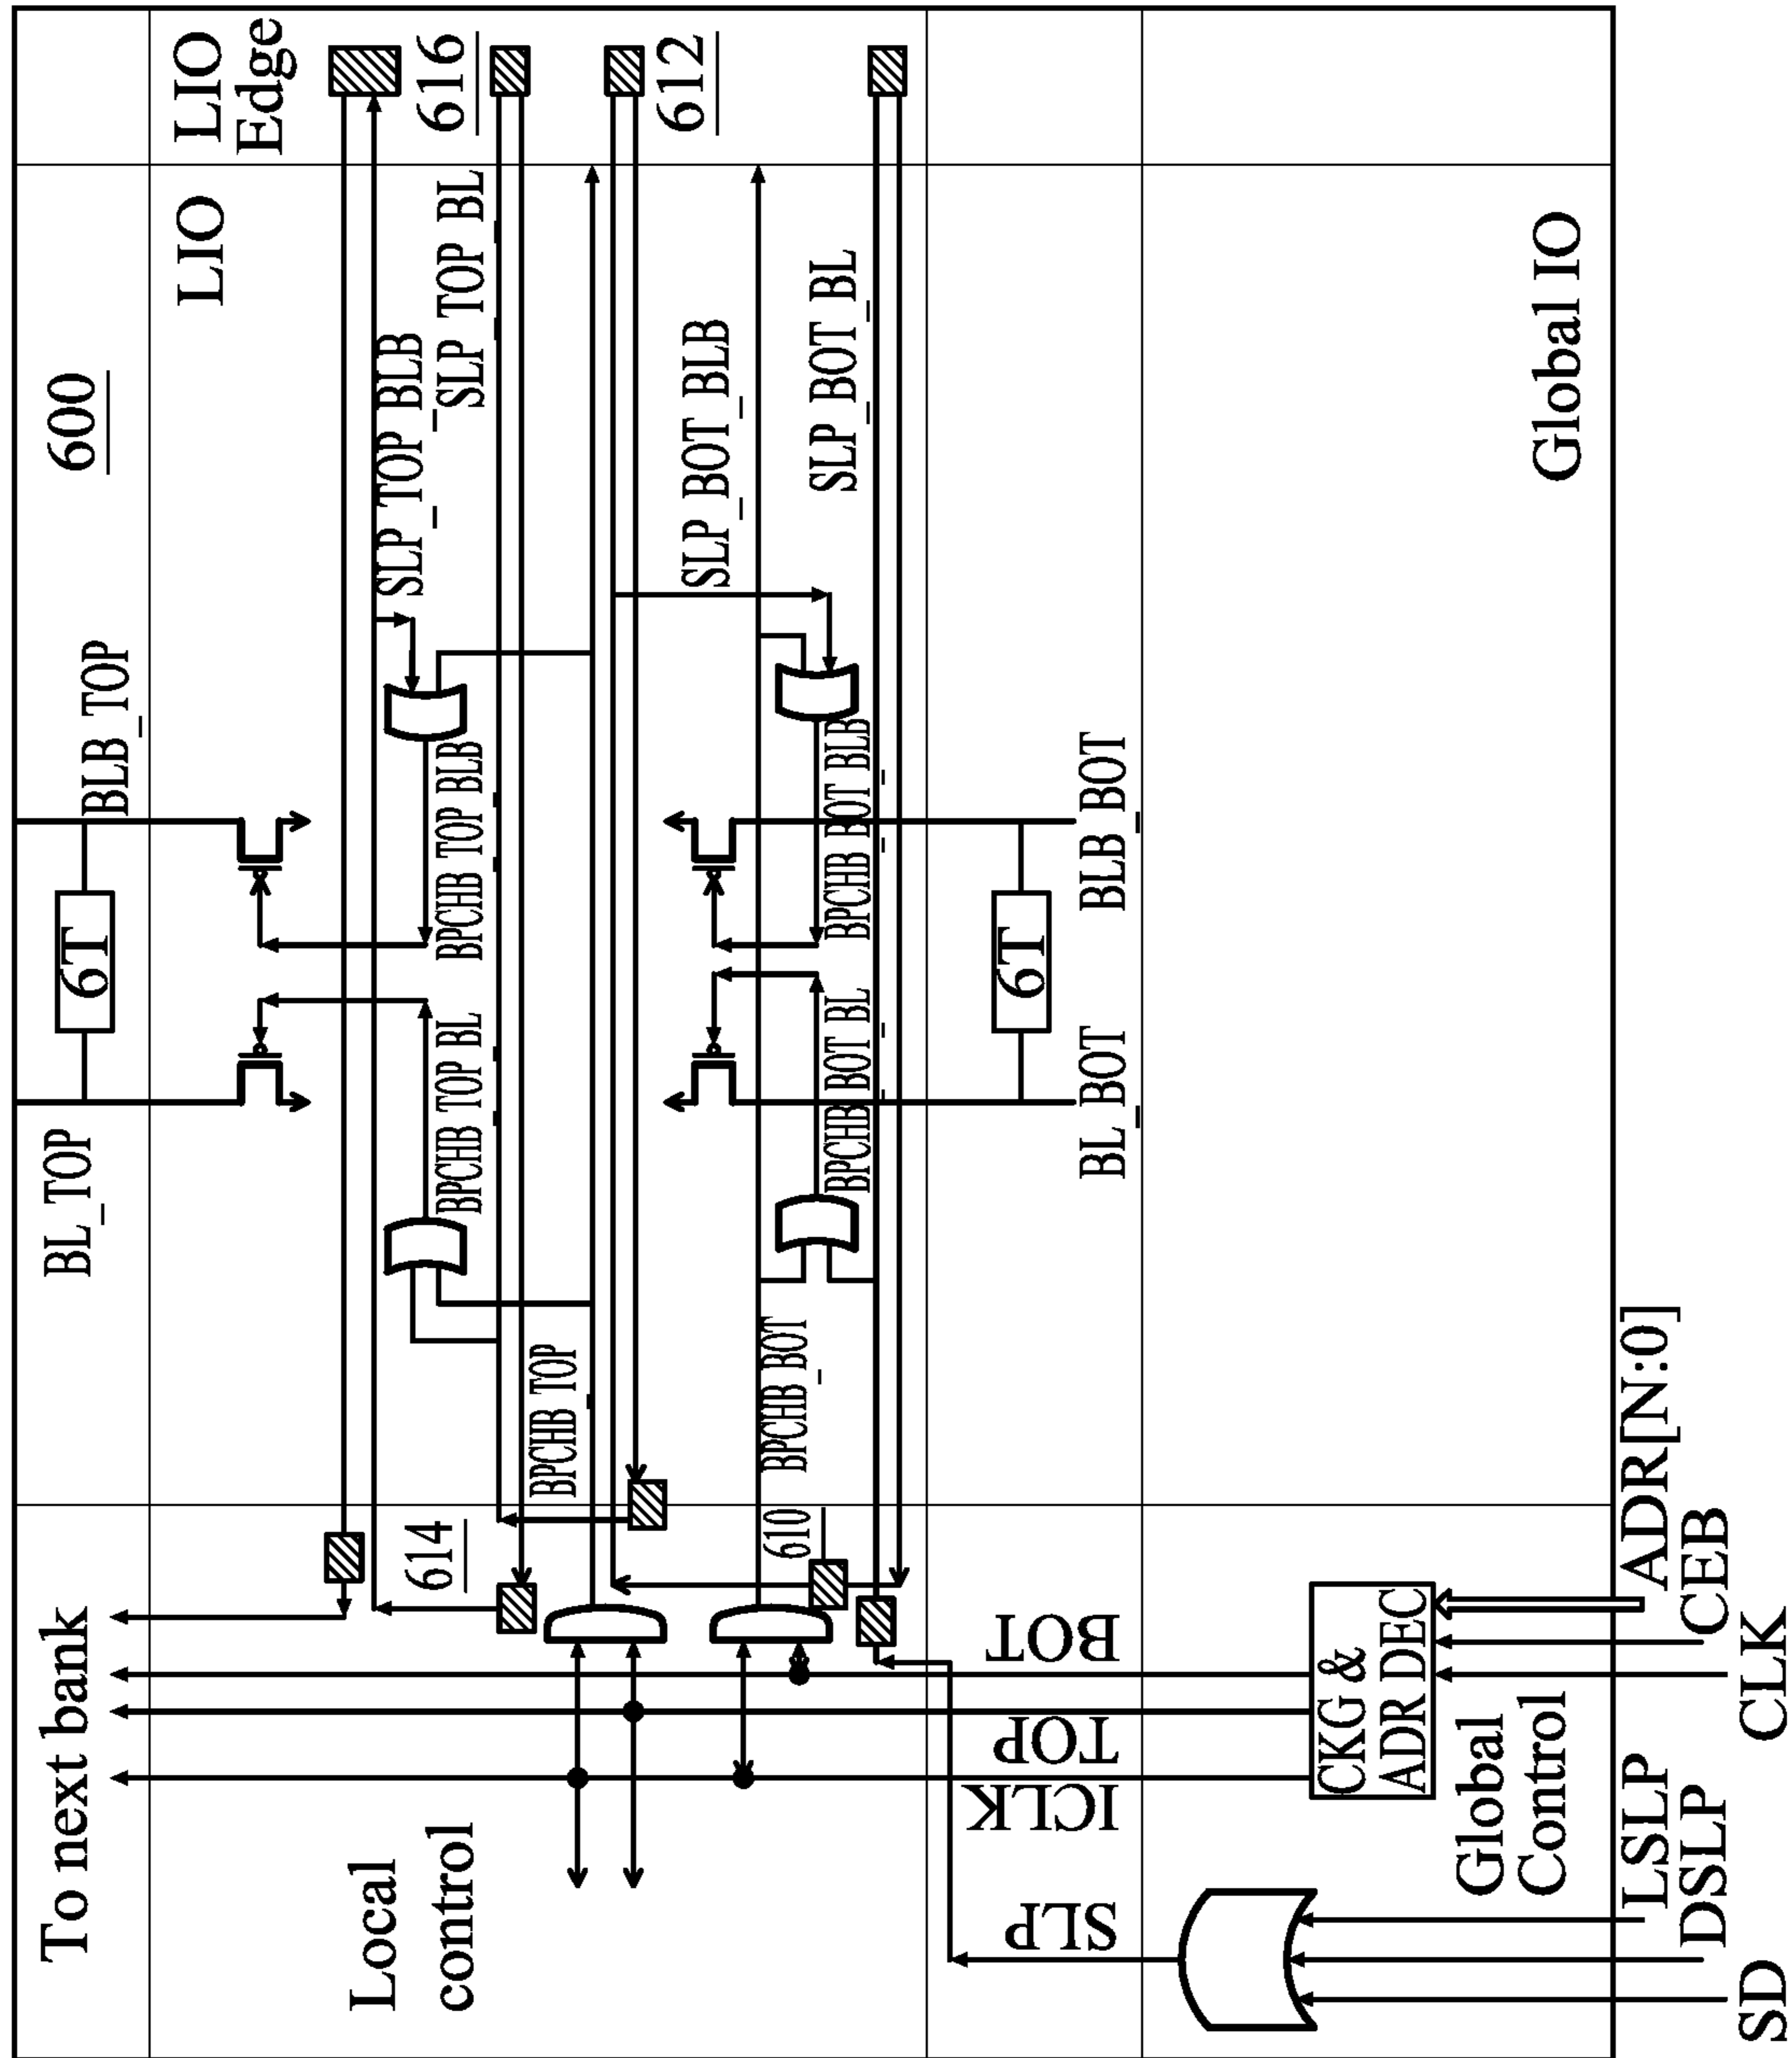 600
LIO
Edge
LIO
616
612
BL_TOP
BLB_TOP
6T
SLP_TOP_BLB
SLP_TOP_BL
BPCHB_TOP_BL
BPCHB_TOP_BLB
BPCHB_TOP
SLP_BOT_BLB
SLP_BOT_BL
BPCHB_BOT
BPCHB_BOT_BL
BPCHB_BOT_BLB
6T
BL_BOT
BLB_BOT
Global IO
To next bank
Local
control
614
610
SLP
ICLK
TOP
BOT
CKG &
ADR DEC
Global
Control
SD
DSLP
LSLP
CLK
CEB
ADR[N:0]